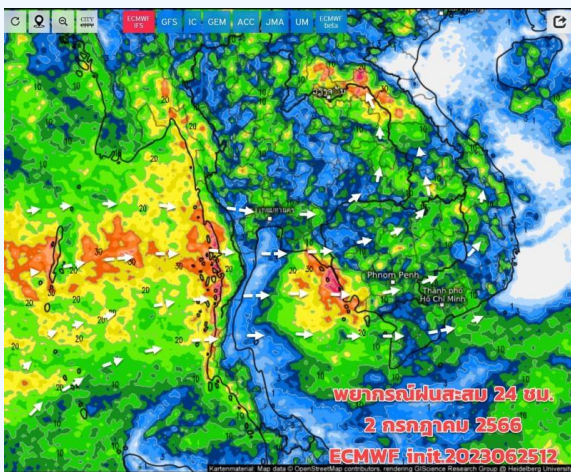 CITY
ECMWF IFS
GFS
IC
GEM
ACC
JMA
UM
ECMWF beta
Phnom Penh
Thành phố
Hồ Chí Minh
พยากรณ์ฝนสะสม 24 ชม.
2 กรกฎาคม 2566
ECMWF init.2023062512
Kartenmaterial: Map data © OpenStreetMap contributors, rendering GIScience Research Group @ Heidelberg Universit